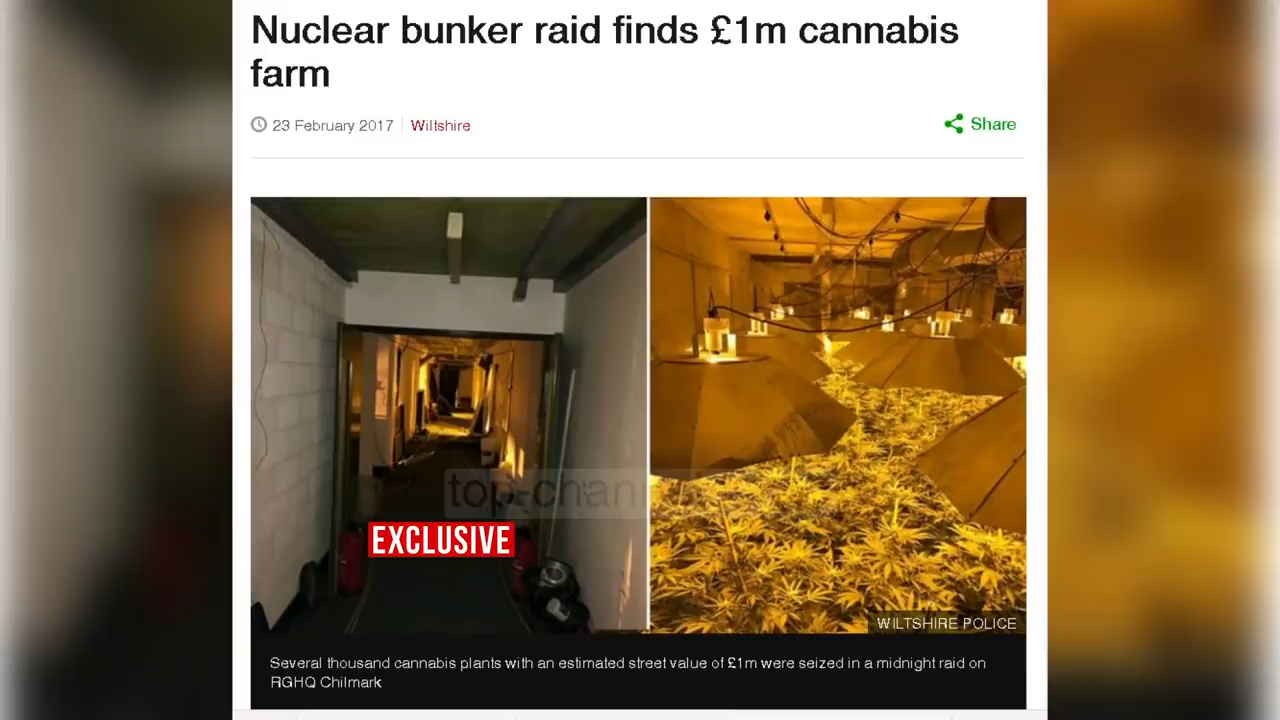 Nuclear bunker raid finds £1m cannabis
farm
23 February 2017
Wiltshire
Share
EXCLUSIVE
WILTSHIRE POLICE
Several thousand cannabis plants with an estimated street value of £1m were seized in a midnight raid on
RGHQ Chilmark